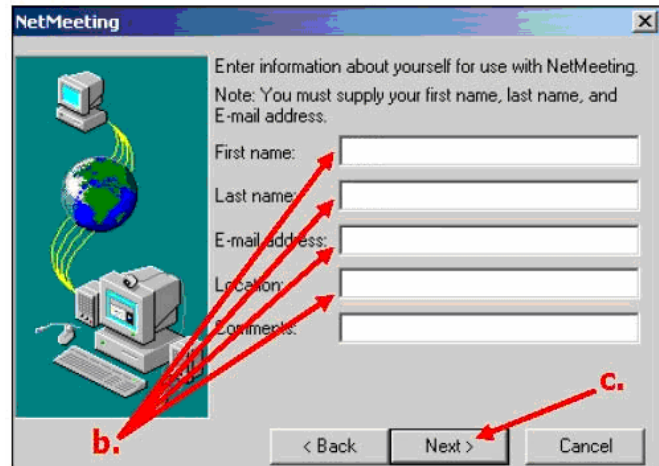 NetMeeting
Enter information about yourself for use with NetMeeting.
Note: You must supply your first name, last name, and
E-mail address.
First name:
Last name:
E-mail address:
Location:
Comments:
b.
c.
< Back
Next >
Cancel